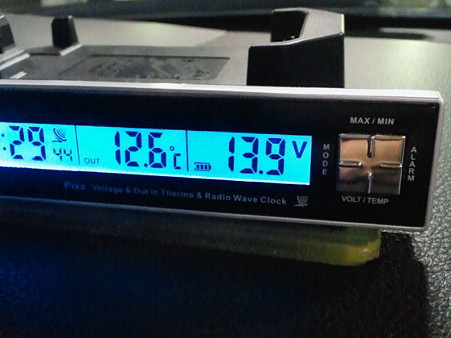 MAX / MIN
:29 44 OUT 12.6°C 13.9 V
MODE
ALARM
Voltage & Out In Thermo & Radio Wave Clock
VOLT / TEMP